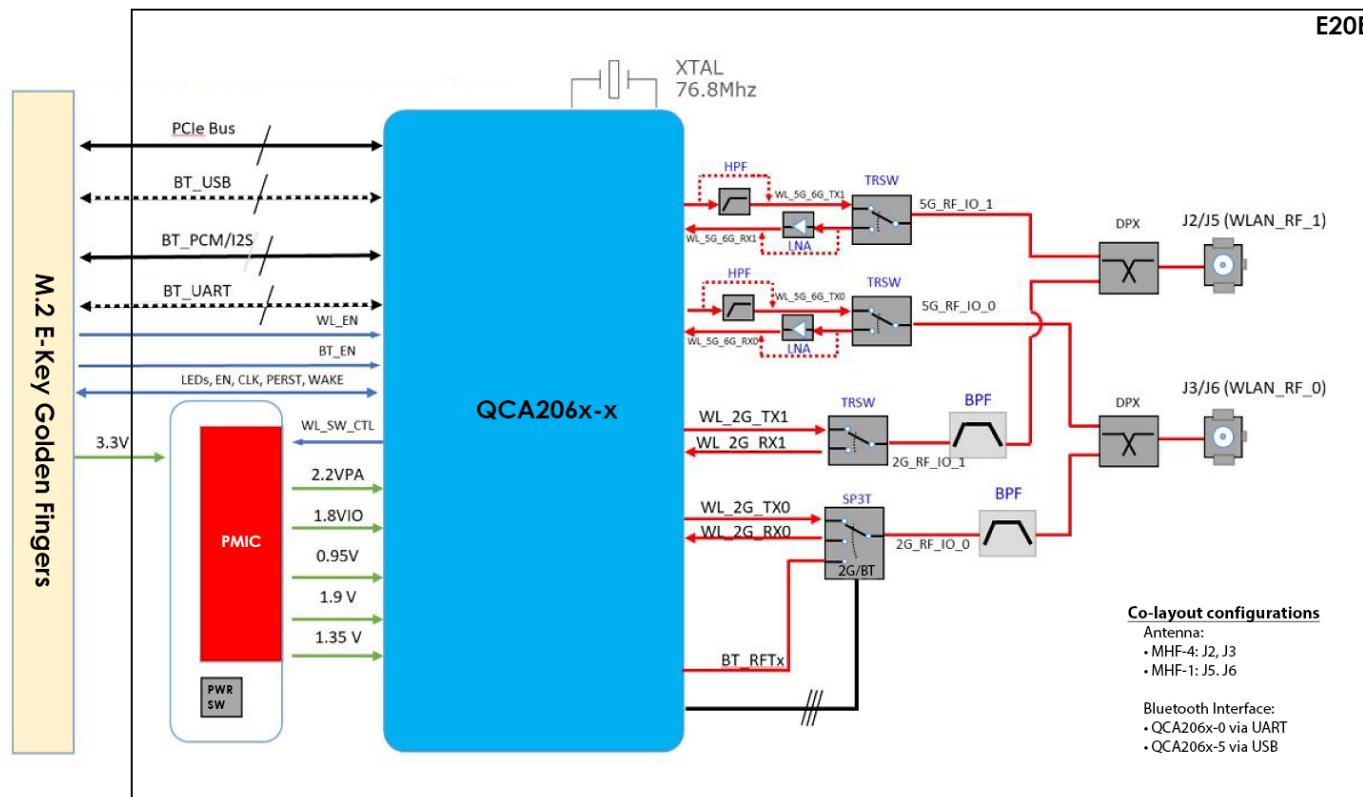 E20B
XTAL
76.8Mhz
M.2 E-Key Golden Fingers
PCIe Bus
BT_USB
BT_PCM/I2S
BT_UART
WL_EN
BT_EN
LEDs, EN, CLK, PERST, WAKE
WL_SW_CTL
3.3V
2.2VPA
1.8VIO
0.95V
1.9 V
1.35 V
PMIC
PWR
SW
QCA206x-x
HPF
WL_5G_6G_TX1
WL_5G_6G_RX1
LNA
TRSW
5G_RF_IO_1
HPF
WL_5G_6G_TX0
WL_5G_6G_RX0
LNA
TRSW
5G_RF_IO_0
DPX
J2/J5 (WLAN_RF_1)
DPX
J3/J6 (WLAN_RF_0)
WL_2G_TX1
WL_2G_RX1
TRSW
2G_RF_IO_1
BPF
WL_2G_TX0
WL_2G_RX0
SP3T
2G/BT
2G_RF_IO_0
BPF
BT_RFTx
Co-layout configurations
Antenna:
• MHF-4: J2, J3
• MHF-1: J5. J6
Bluetooth Interface:
• QCA206x-0 via UART
• QCA206x-5 via USB